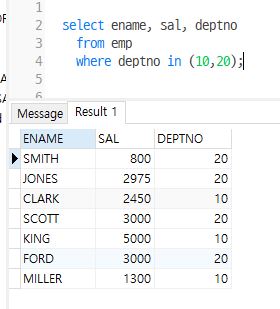 1
2 select ename, sal, deptno
3 from emp
4 where deptno in (10,20);
5
6
Message Result 1
ENAME SAL DEPTNO
SMITH 800 20
JONES 2975 20
CLARK 2450 10
SCOTT 3000 20
KING 5000 10
FORD 3000 20
MILLER 1300 10